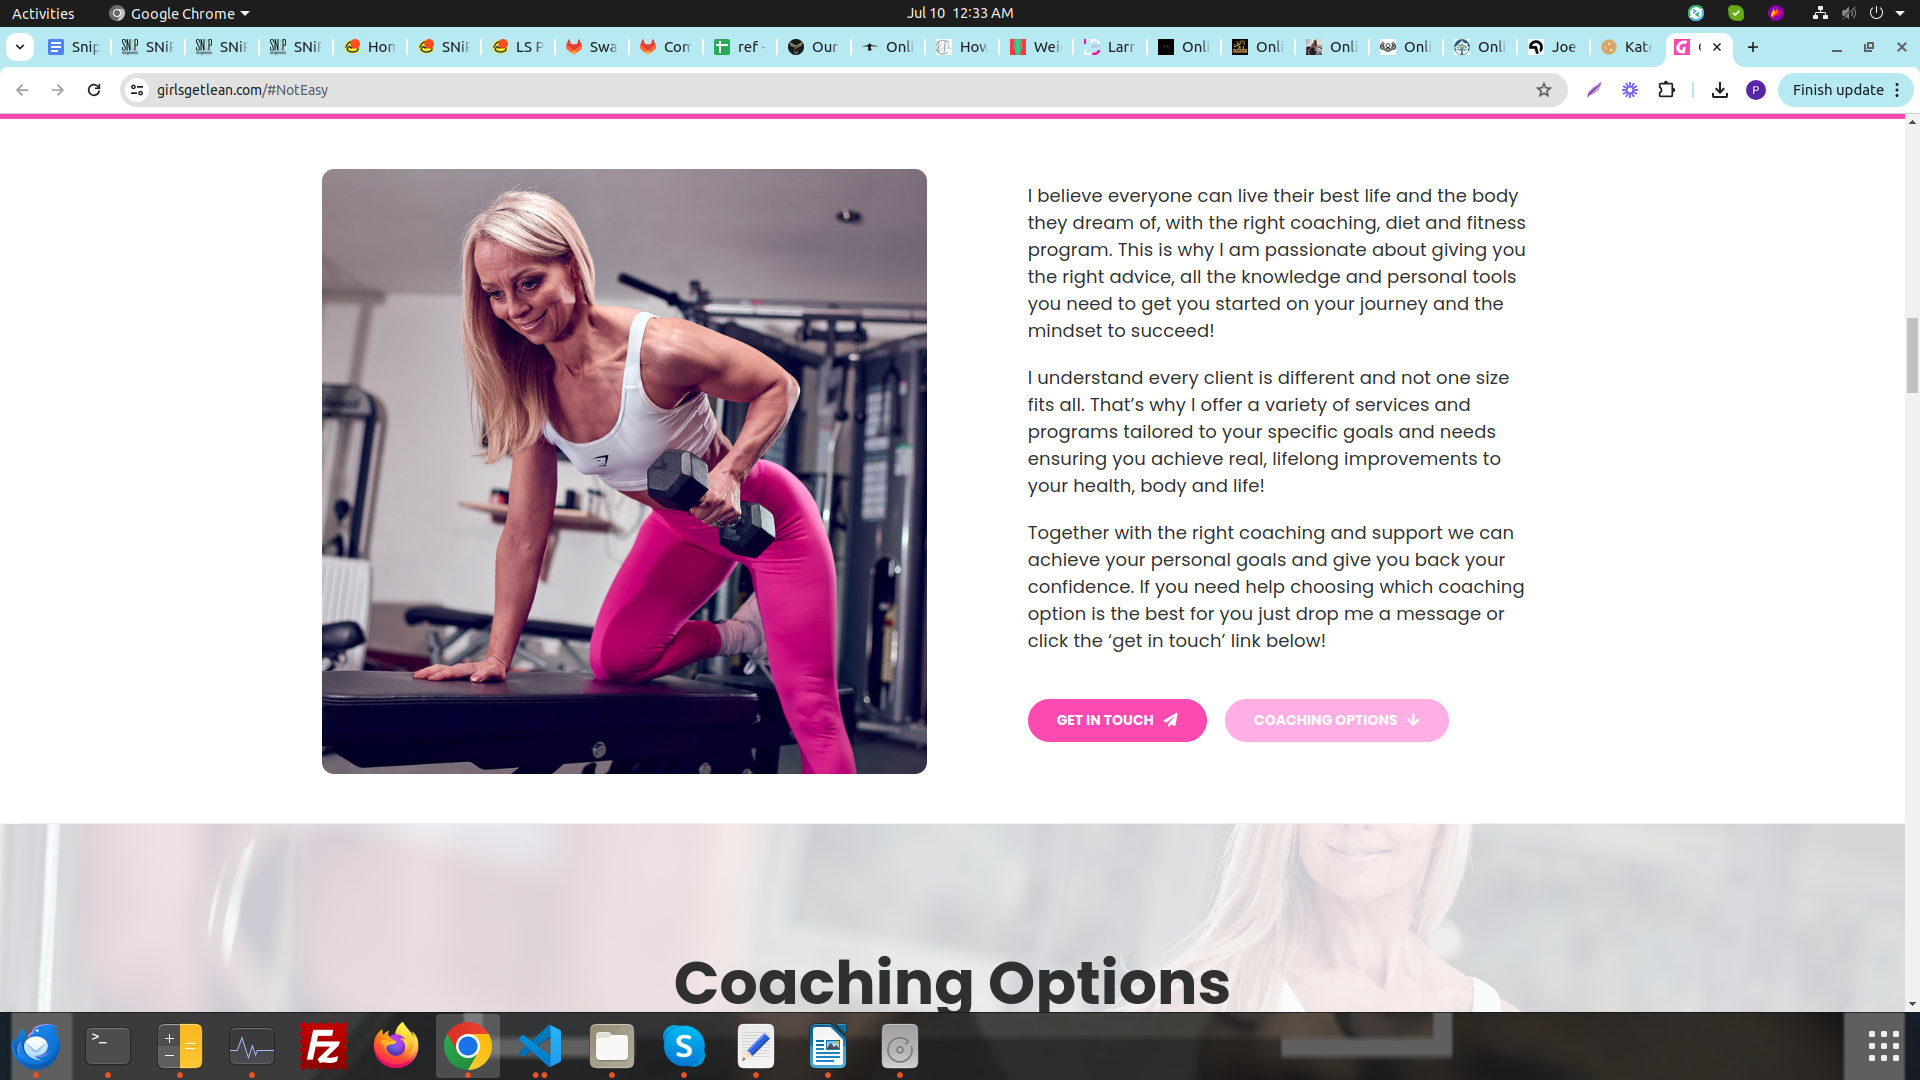 Activities
Google Chrome
Jul 10 12:33 AM
Snip
SNiP
SNiP
SNiP
Hon
SNiP
LS P
Swa
Com
ref -
Our
Onli
How
Wei
Larr
Onli
Onli
Onli
Onli
Onli
Joe
Kat
girlsgetlean.com/#NotEasy
P
Finish update
I believe everyone can live their best life and the body
they dream of, with the right coaching, diet and fitness
program. This is why I am passionate about giving you
the right advice, all the knowledge and personal tools
you need to get you started on your journey and the
mindset to succeed!
I understand every client is different and not one size
fits all. That’s why I offer a variety of services and
programs tailored to your specific goals and needs
ensuring you achieve real, lifelong improvements to
your health, body and life!
Together with the right coaching and support we can
achieve your personal goals and give you back your
confidence. If you need help choosing which coaching
option is the best for you just drop me a message or
click the ‘get in touch’ link below!
GET IN TOUCH
COACHING OPTIONS
Coaching Options